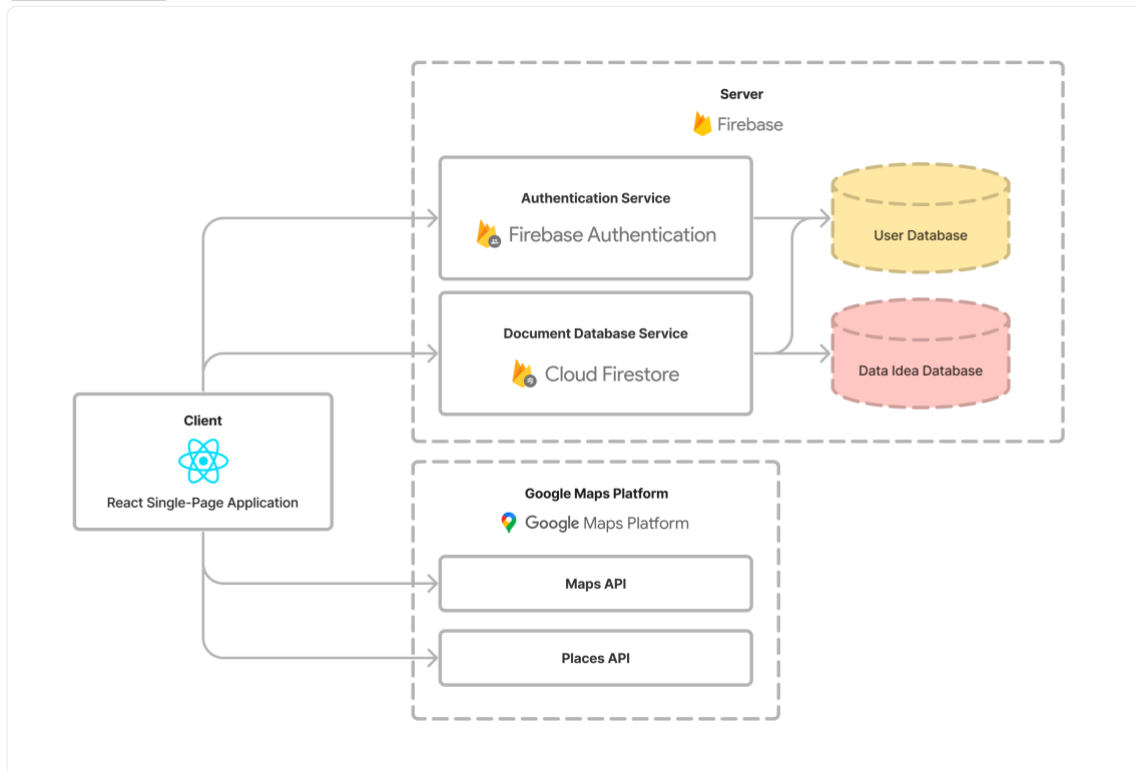 Server
Firebase
Authentication Service
Firebase Authentication
User Database
Document Database Service
Cloud Firestore
Data Idea Database
Client
React Single-Page Application
Google Maps Platform
Google Maps Platform
Maps API
Places API